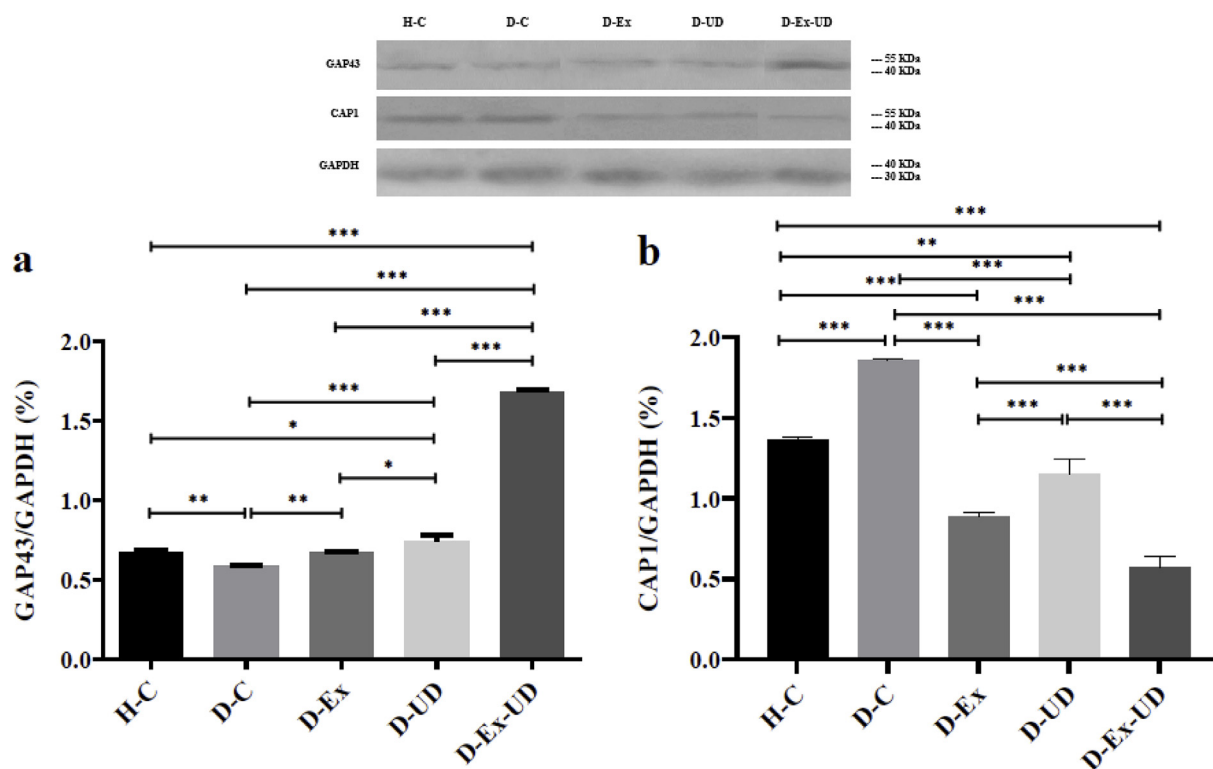 H-C D-C D-Ex D-UD D-Ex-UD
GAP43 --- 55 KDa
--- 40 KDa
CAP1 --- 55 KDa
--- 40 KDa
GAPDH --- 40 KDa
--- 30 KDa
a
***
***
***
***
***
*
*
** **
GAP43/GAPDH (%)
2.0
1.5
1.0
0.5
0.0
H-C D-C D-Ex D-UD D-Ex-UD
b
***
**
***
***
***
*** ***
***
*** ***
CAP1/GAPDH (%)
2.0
1.5
1.0
0.5
0.0
H-C D-C D-Ex D-UD D-Ex-UD